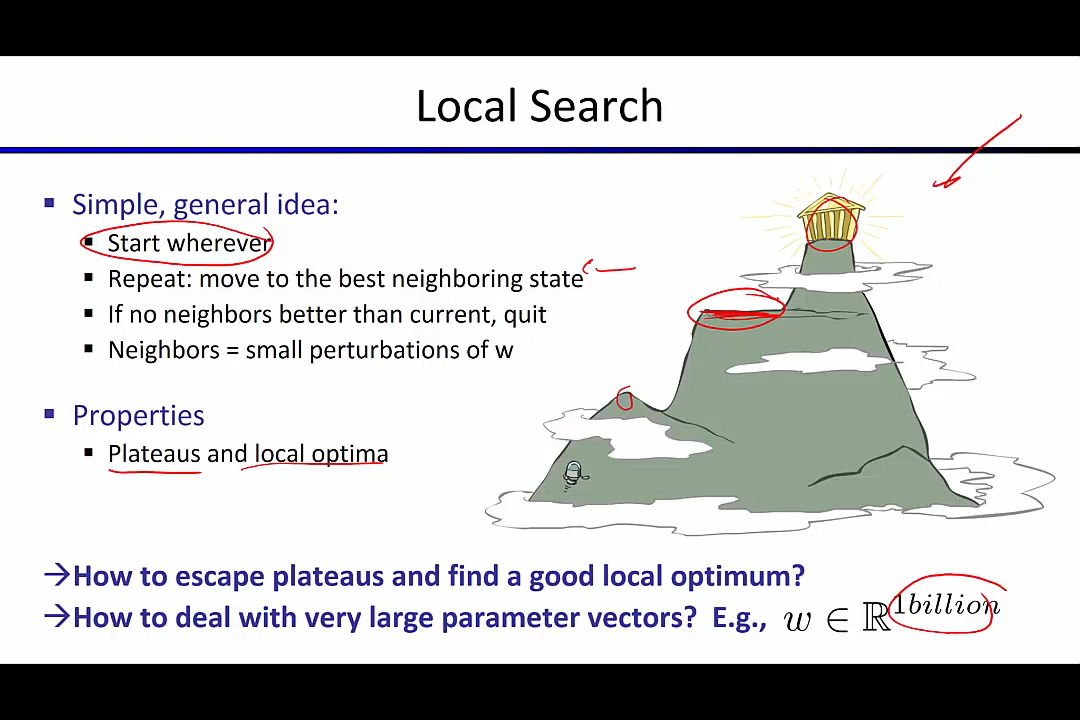 Local Search
▪ Simple, general idea:
▪ Start wherever
▪ Repeat: move to the best neighboring state
▪ If no neighbors better than current, quit
▪ Neighbors = small perturbations of w
▪ Properties
▪ Plateaus and local optima
→How to escape plateaus and find a good local optimum?
→How to deal with very large parameter vectors? E.g., w ∈ ℝ^1billion